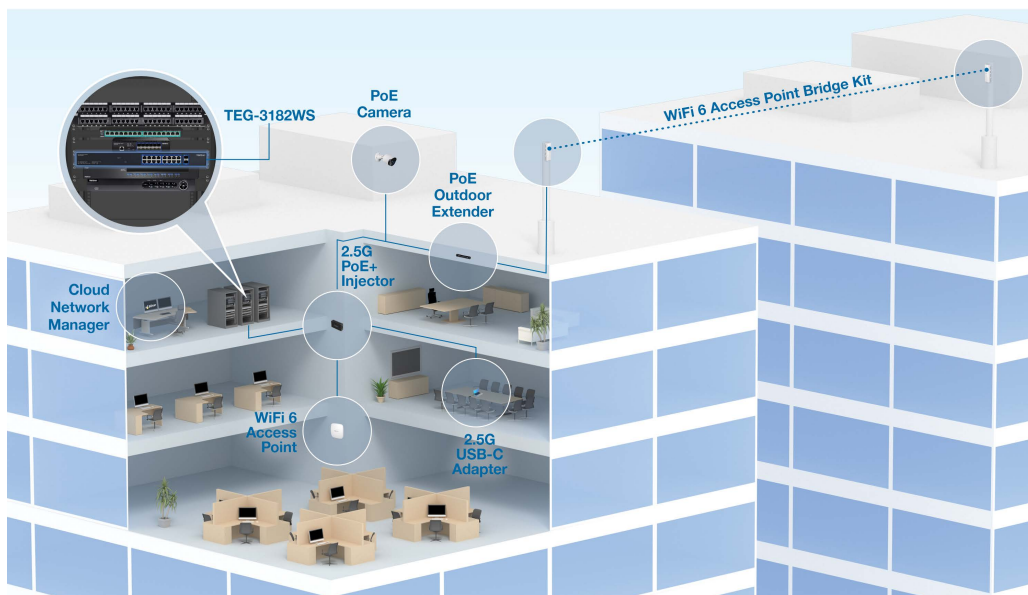 TEG-3182WS
PoE
Camera
WiFi 6 Access Point Bridge Kit
PoE
Outdoor
Extender
2.5G
PoE+
Injector
Cloud
Network
Manager
WiFi 6
Access
Point
2.5G
USB-C
Adapter